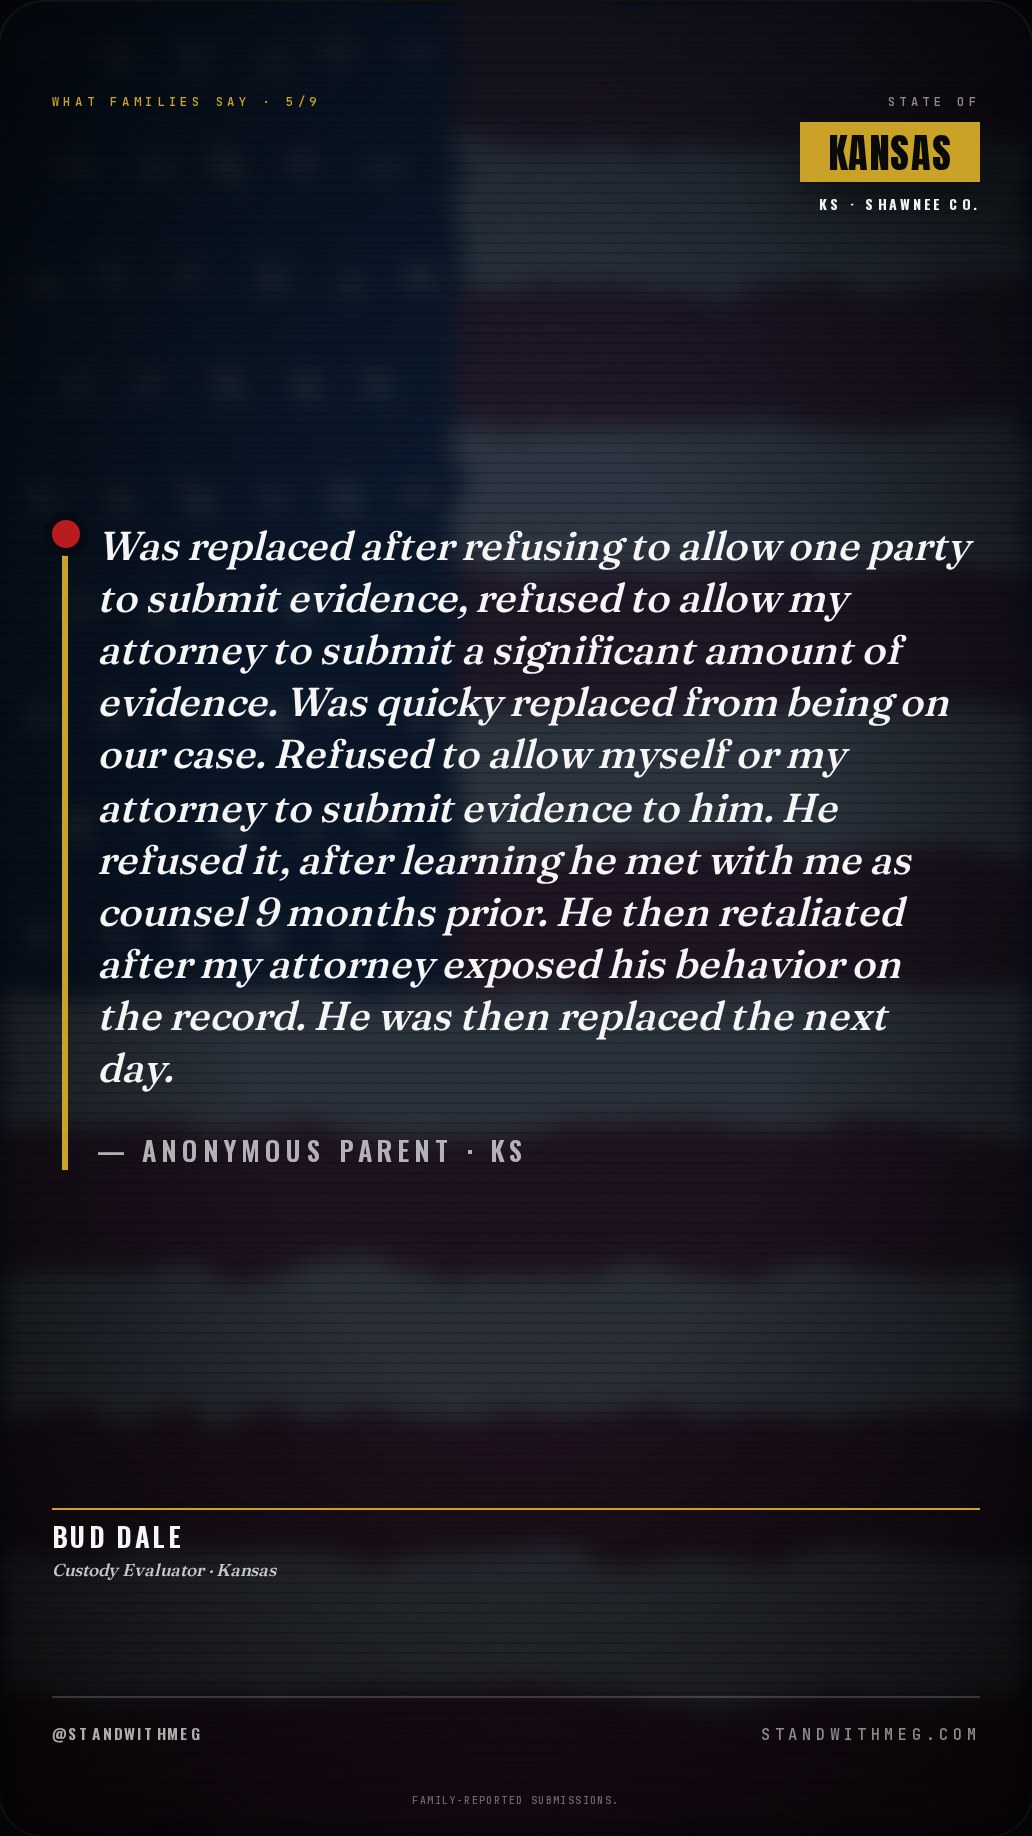 WHAT FAMILIES SAY · 5/9
STATE OF
KANSAS
KS · SHAWNEE CO.
Was replaced after refusing to allow one party
to submit evidence, refused to allow my
attorney to submit a significant amount of
evidence. Was quicky replaced from being on
our case. Refused to allow myself or my
attorney to submit evidence to him. He
refused it, after learning he met with me as
counsel 9 months prior. He then retaliated
after my attorney exposed his behavior on
the record. He was then replaced the next
day.
— ANONYMOUS PARENT · KS
BUD DALE
Custody Evaluator · Kansas
@STANDWITHMEG
STANDWITHMEG.COM
FAMILY-REPORTED SUBMISSIONS.